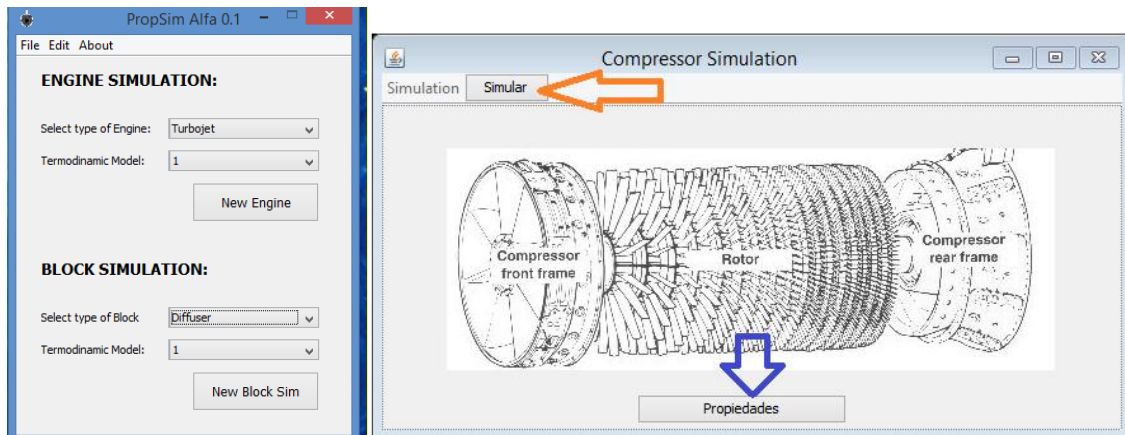 PropSim Alfa 0.1
File Edit About
ENGINE SIMULATION:
Select type of Engine: Turbojet
Termodinamic Model: 1
New Engine
BLOCK SIMULATION:
Select type of Block Diffuser
Termodinamic Model: 1
New Block Sim
Compressor Simulation
Simulation Simular
Compressor
front frame
Rotor
Compressor
rear frame
Propiedades